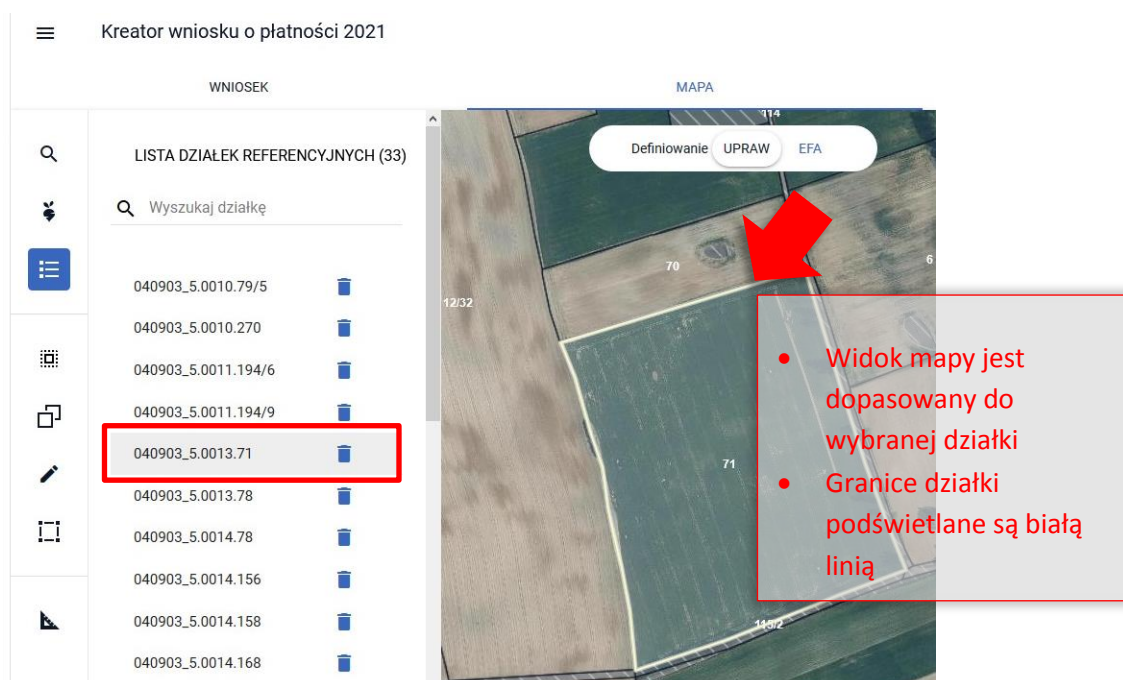 Kreator wniosku o płatności 2021
WNIOSEK
MAPA
LISTA DZIAŁEK REFERENCYJNYCH (33)
Wyszukaj działkę
040903_5.0010.79/5
040903_5.0010.270
040903_5.0011.194/6
040903_5.0011.194/9
040903_5.0013.71
040903_5.0013.78
040903_5.0014.78
040903_5.0014.156
040903_5.0014.158
040903_5.0014.168
114
Definiowanie UPRAW EFA
70
6
12/32
71
115/2
• Widok mapy jest
dopasowany do
wybranej działki
• Granice działki
podświetlane są białą
linią